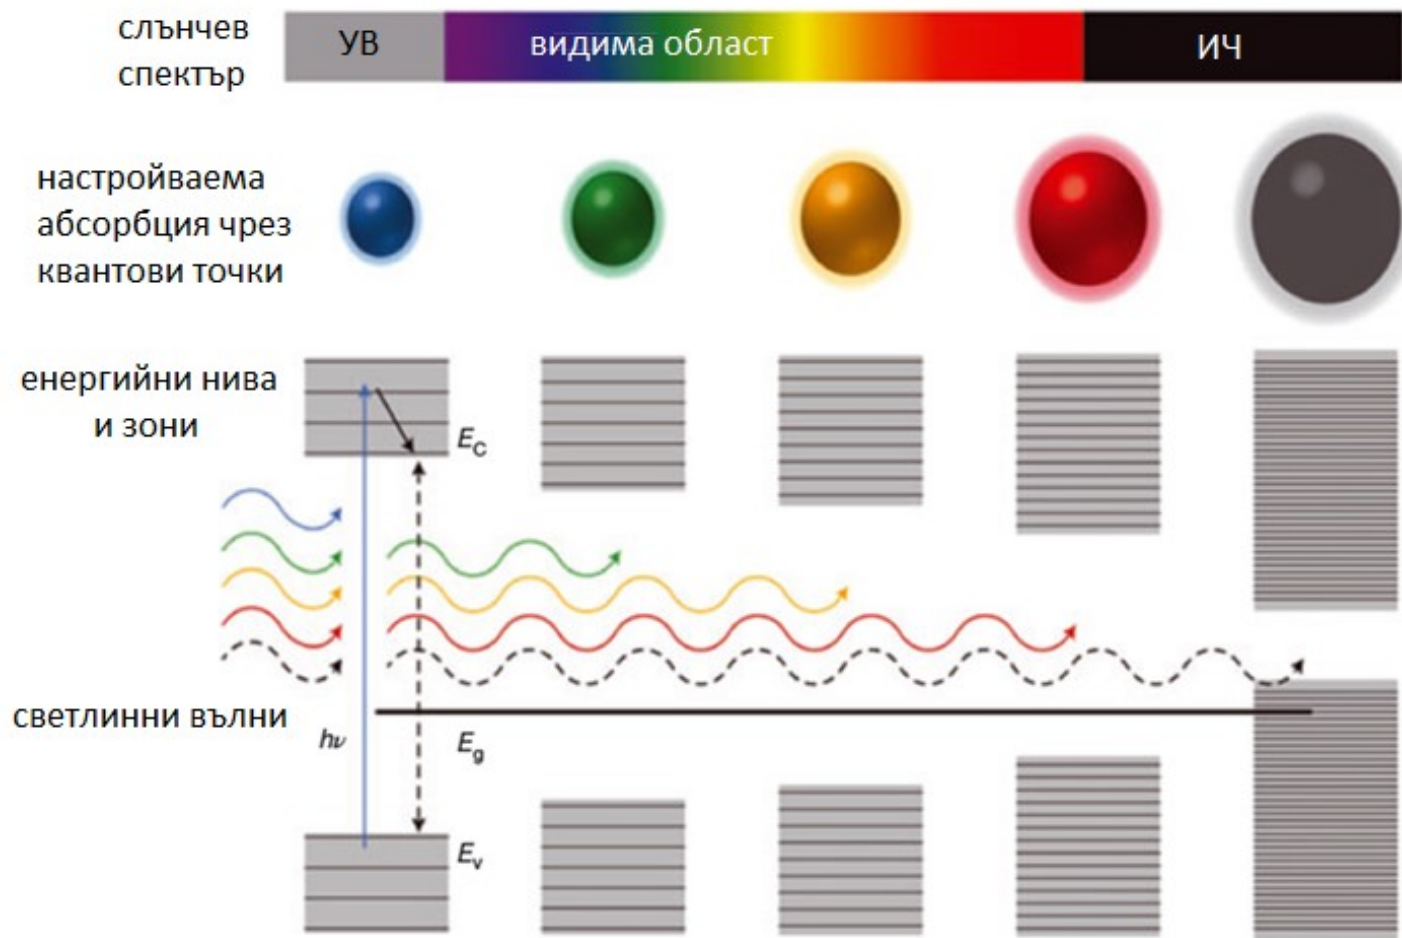 слънчев
спектър
УВ
видима област
ИЧ
настройваема
абсорбция чрез
квантови точки
енергийни нива
и зони
E_C
светлинни вълни
hν
E_g
E_v